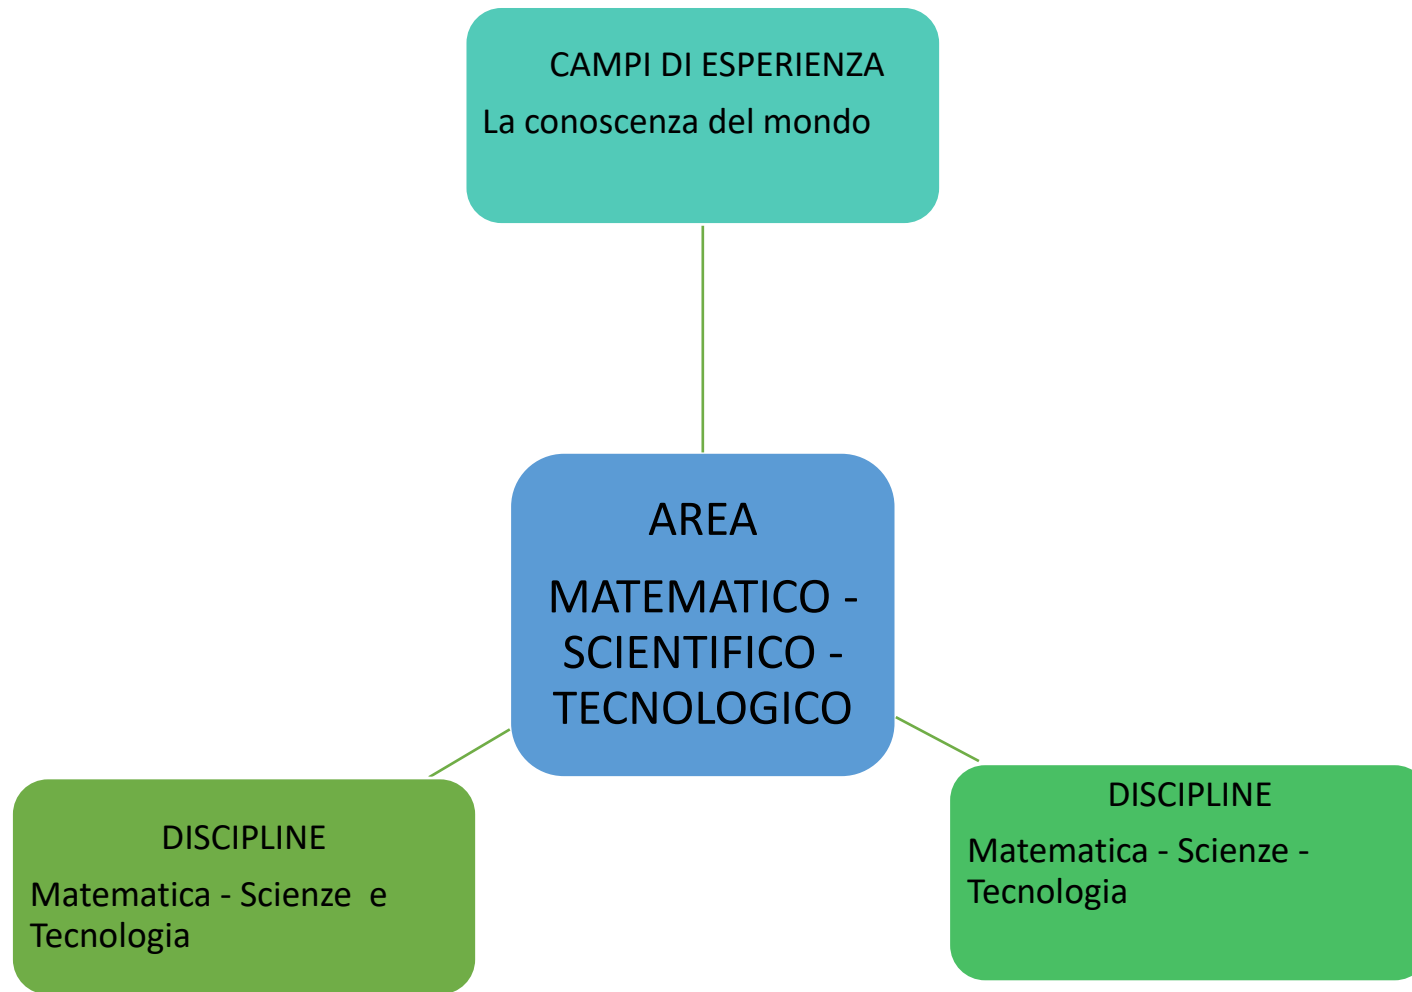 CAMPI DI ESPERIENZA
La conoscenza del mondo
AREA
MATEMATICO -
SCIENTIFICO -
TECNOLOGICO
DISCIPLINE
Matematica - Scienze  e
Tecnologia
DISCIPLINE
Matematica - Scienze -
Tecnologia